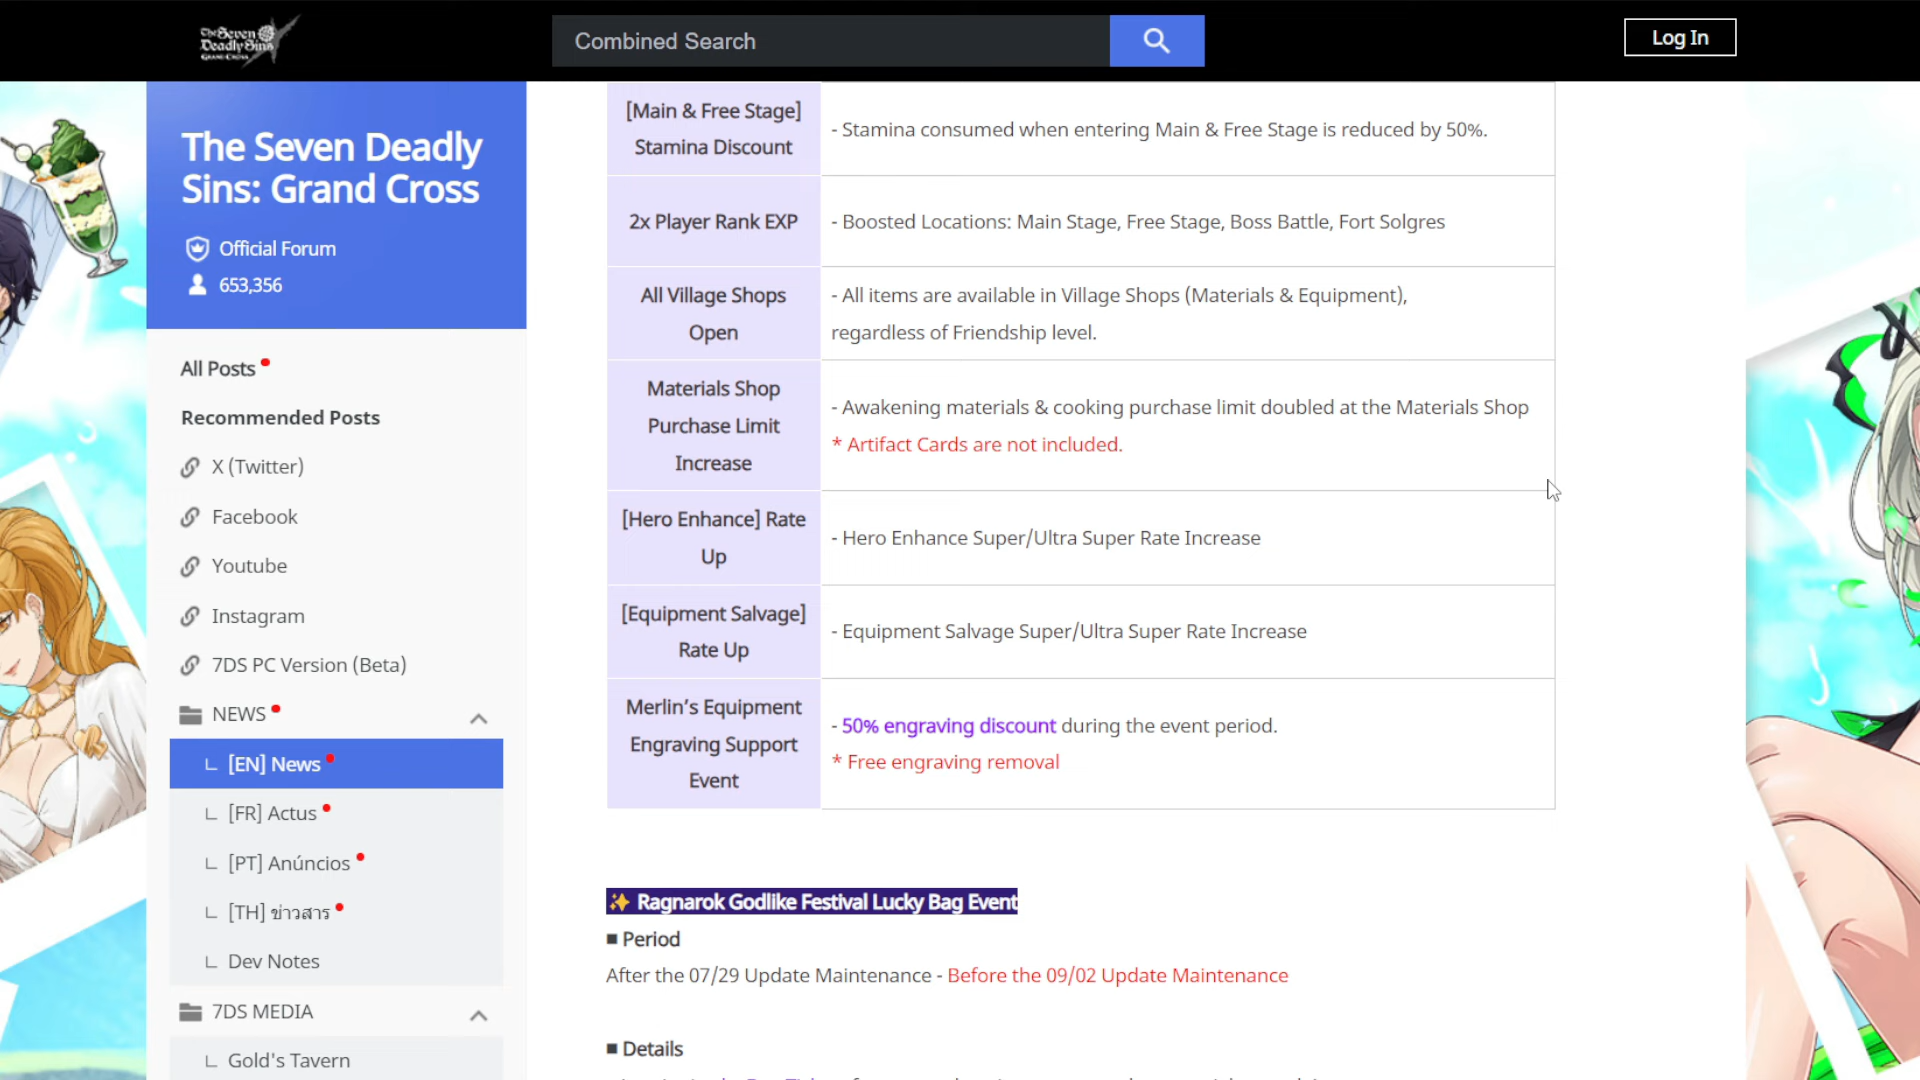 The Seven
Deadly Sins
GRAND CROSS
Combined Search
Log In
The Seven Deadly
Sins: Grand Cross
Official Forum
653,356
All Posts
Recommended Posts
X (Twitter)
Facebook
Youtube
Instagram
7DS PC Version (Beta)
NEWS
[EN] News
[FR] Actus
[PT] Anúncios
[TH] ข่าวสาร
Dev Notes
7DS MEDIA
Gold's Tavern
[Main & Free Stage]
Stamina Discount
- Stamina consumed when entering Main & Free Stage is reduced by 50%.
2x Player Rank EXP
- Boosted Locations: Main Stage, Free Stage, Boss Battle, Fort Solgres
All Village Shops
Open
- All items are available in Village Shops (Materials & Equipment),
regardless of Friendship level.
Materials Shop
Purchase Limit
Increase
- Awakening materials & cooking purchase limit doubled at the Materials Shop
* Artifact Cards are not included.
[Hero Enhance] Rate
Up
- Hero Enhance Super/Ultra Super Rate Increase
[Equipment Salvage]
Rate Up
- Equipment Salvage Super/Ultra Super Rate Increase
Merlin’s Equipment
Engraving Support
Event
- 50% engraving discount during the event period.
* Free engraving removal
✨ Ragnarok Godlike Festival Lucky Bag Event
■ Period
After the 07/29 Update Maintenance - Before the 09/02 Update Maintenance
■ Details